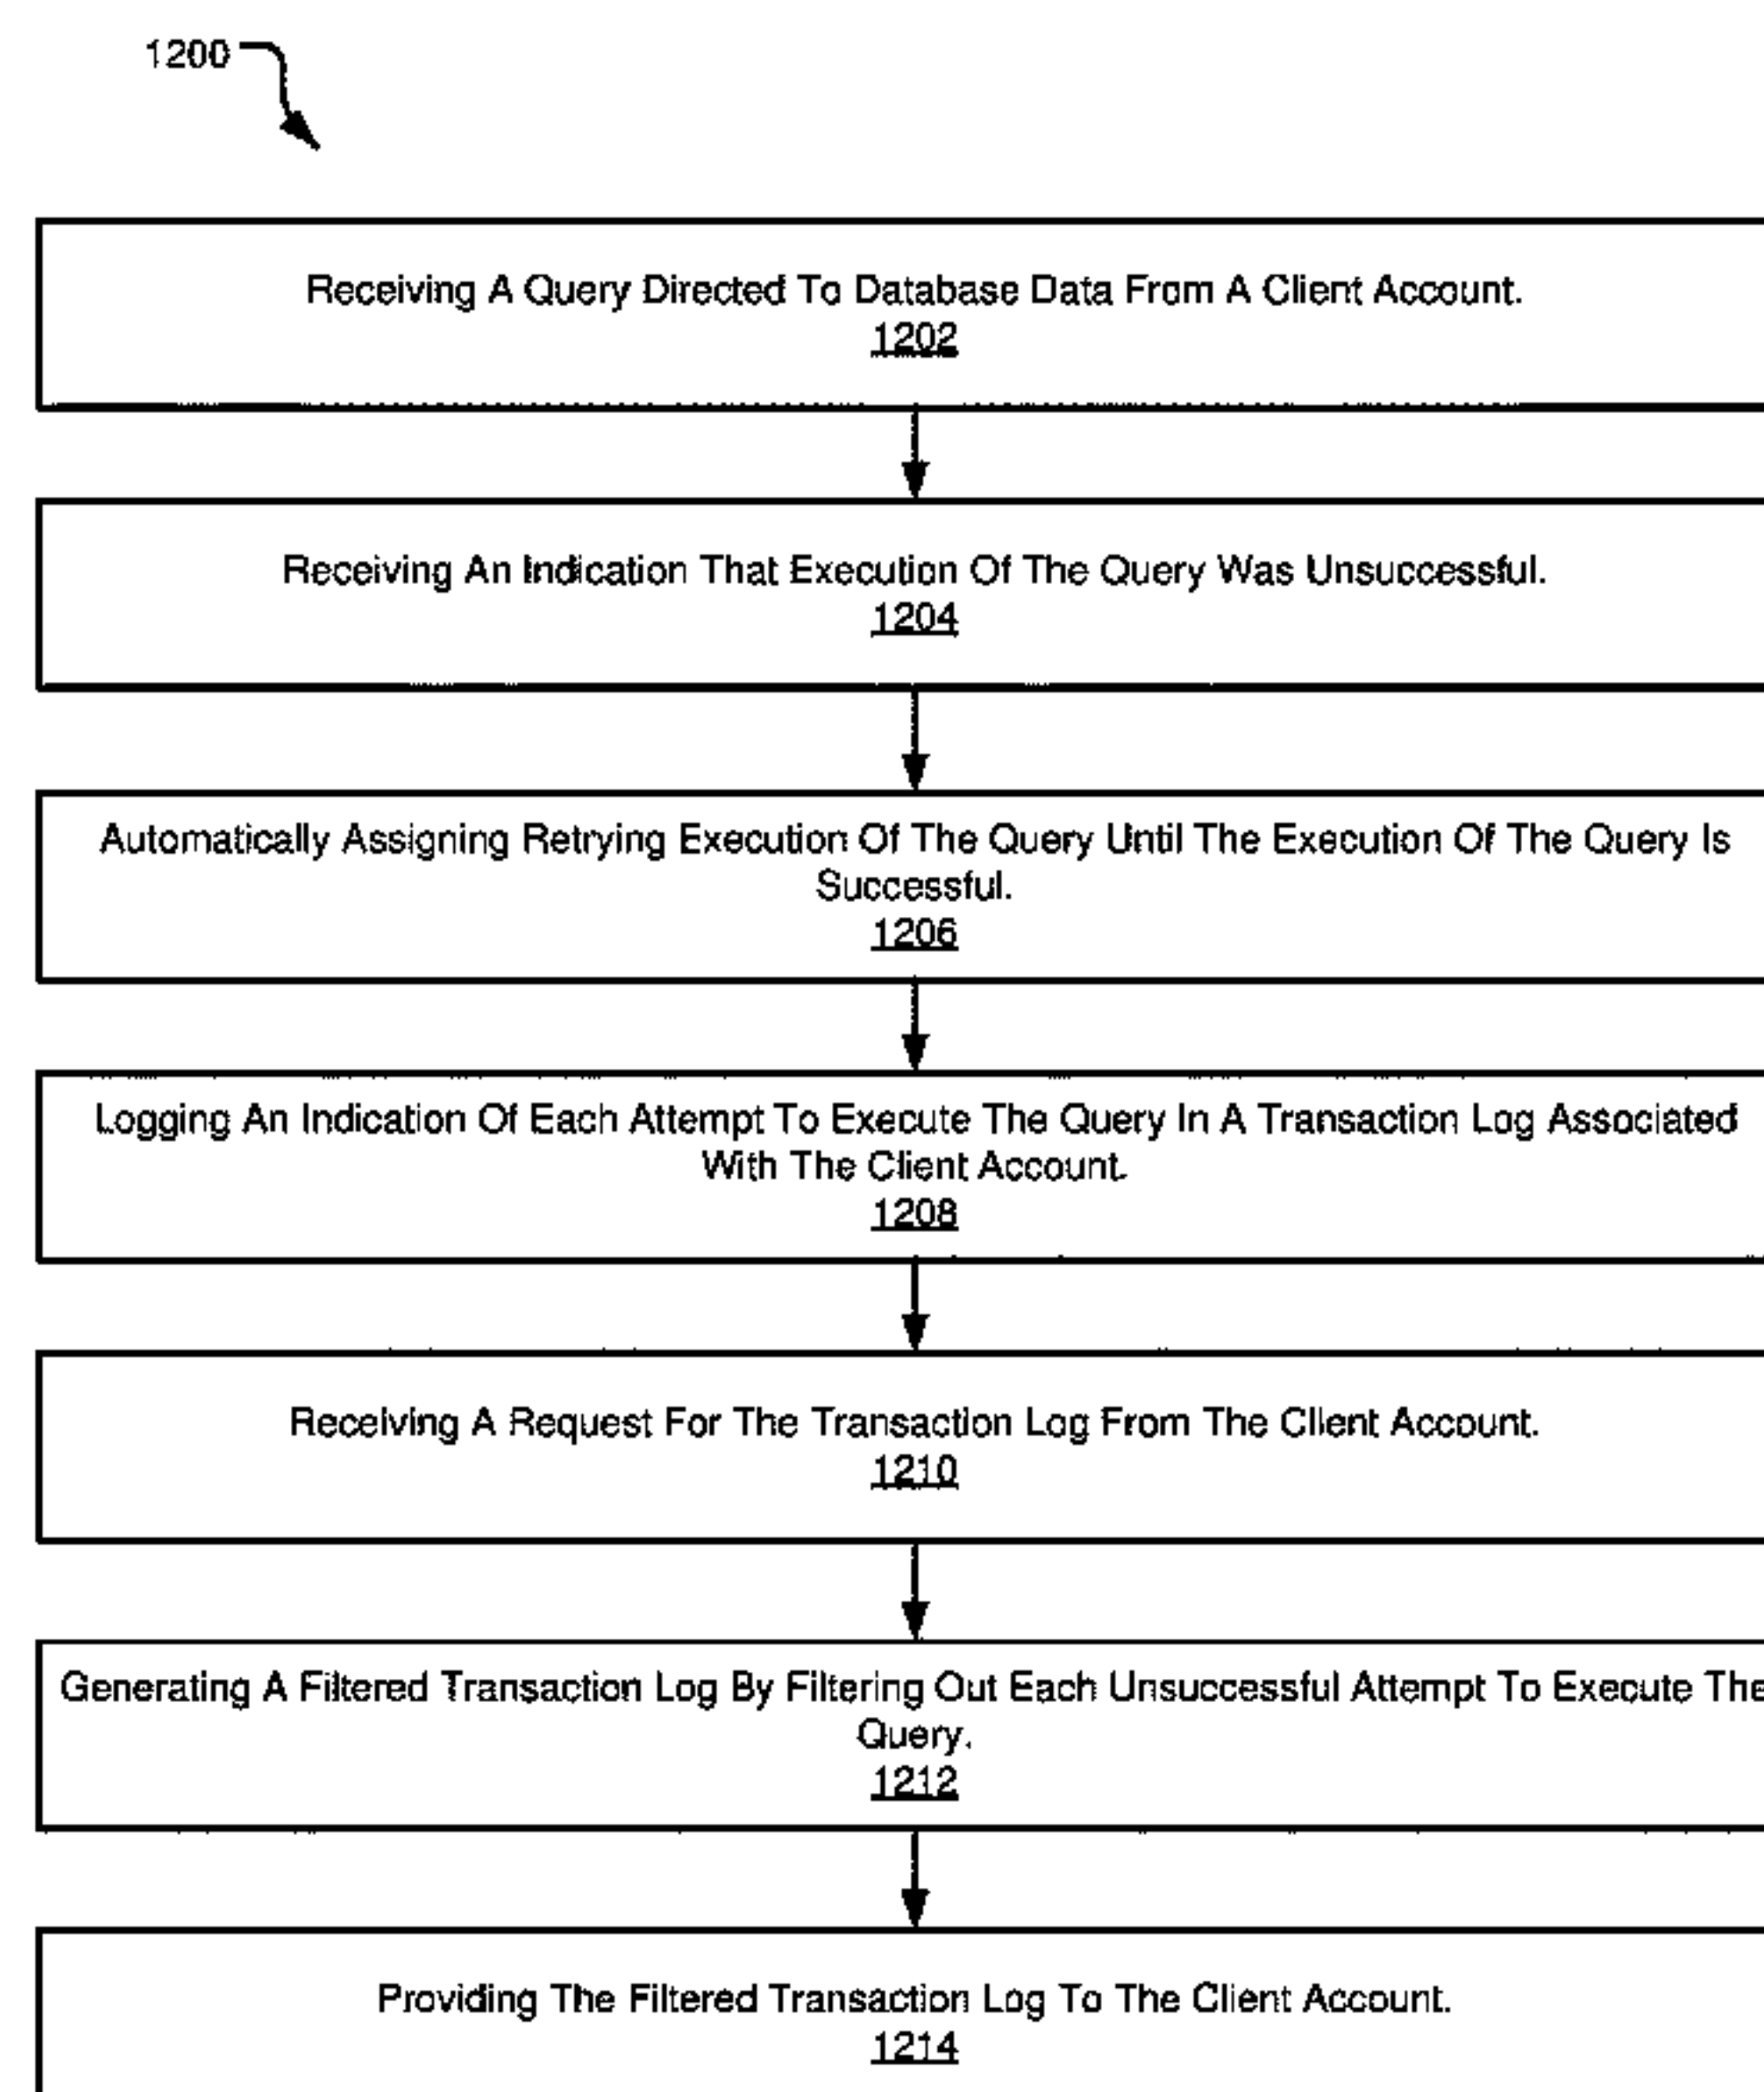 1200
Receiving A Query Directed To Database Data From A Client Account.
1202
Receiving An Indication That Execution Of The Query Was Unsuccessful.
1204
Automatically Assigning Retrying Execution Of The Query Until The Execution Of The Query Is
Successful.
1206
Logging An Indication Of Each Attempt To Execute The Query In A Transaction Log Associated
With The Client Account.
1208
Receiving A Request For The Transaction Log From The Client Account.
1210
Generating A Filtered Transaction Log By Filtering Out Each Unsuccessful Attempt To Execute The
Query.
1212
Providing The Filtered Transaction Log To The Client Account.
1214